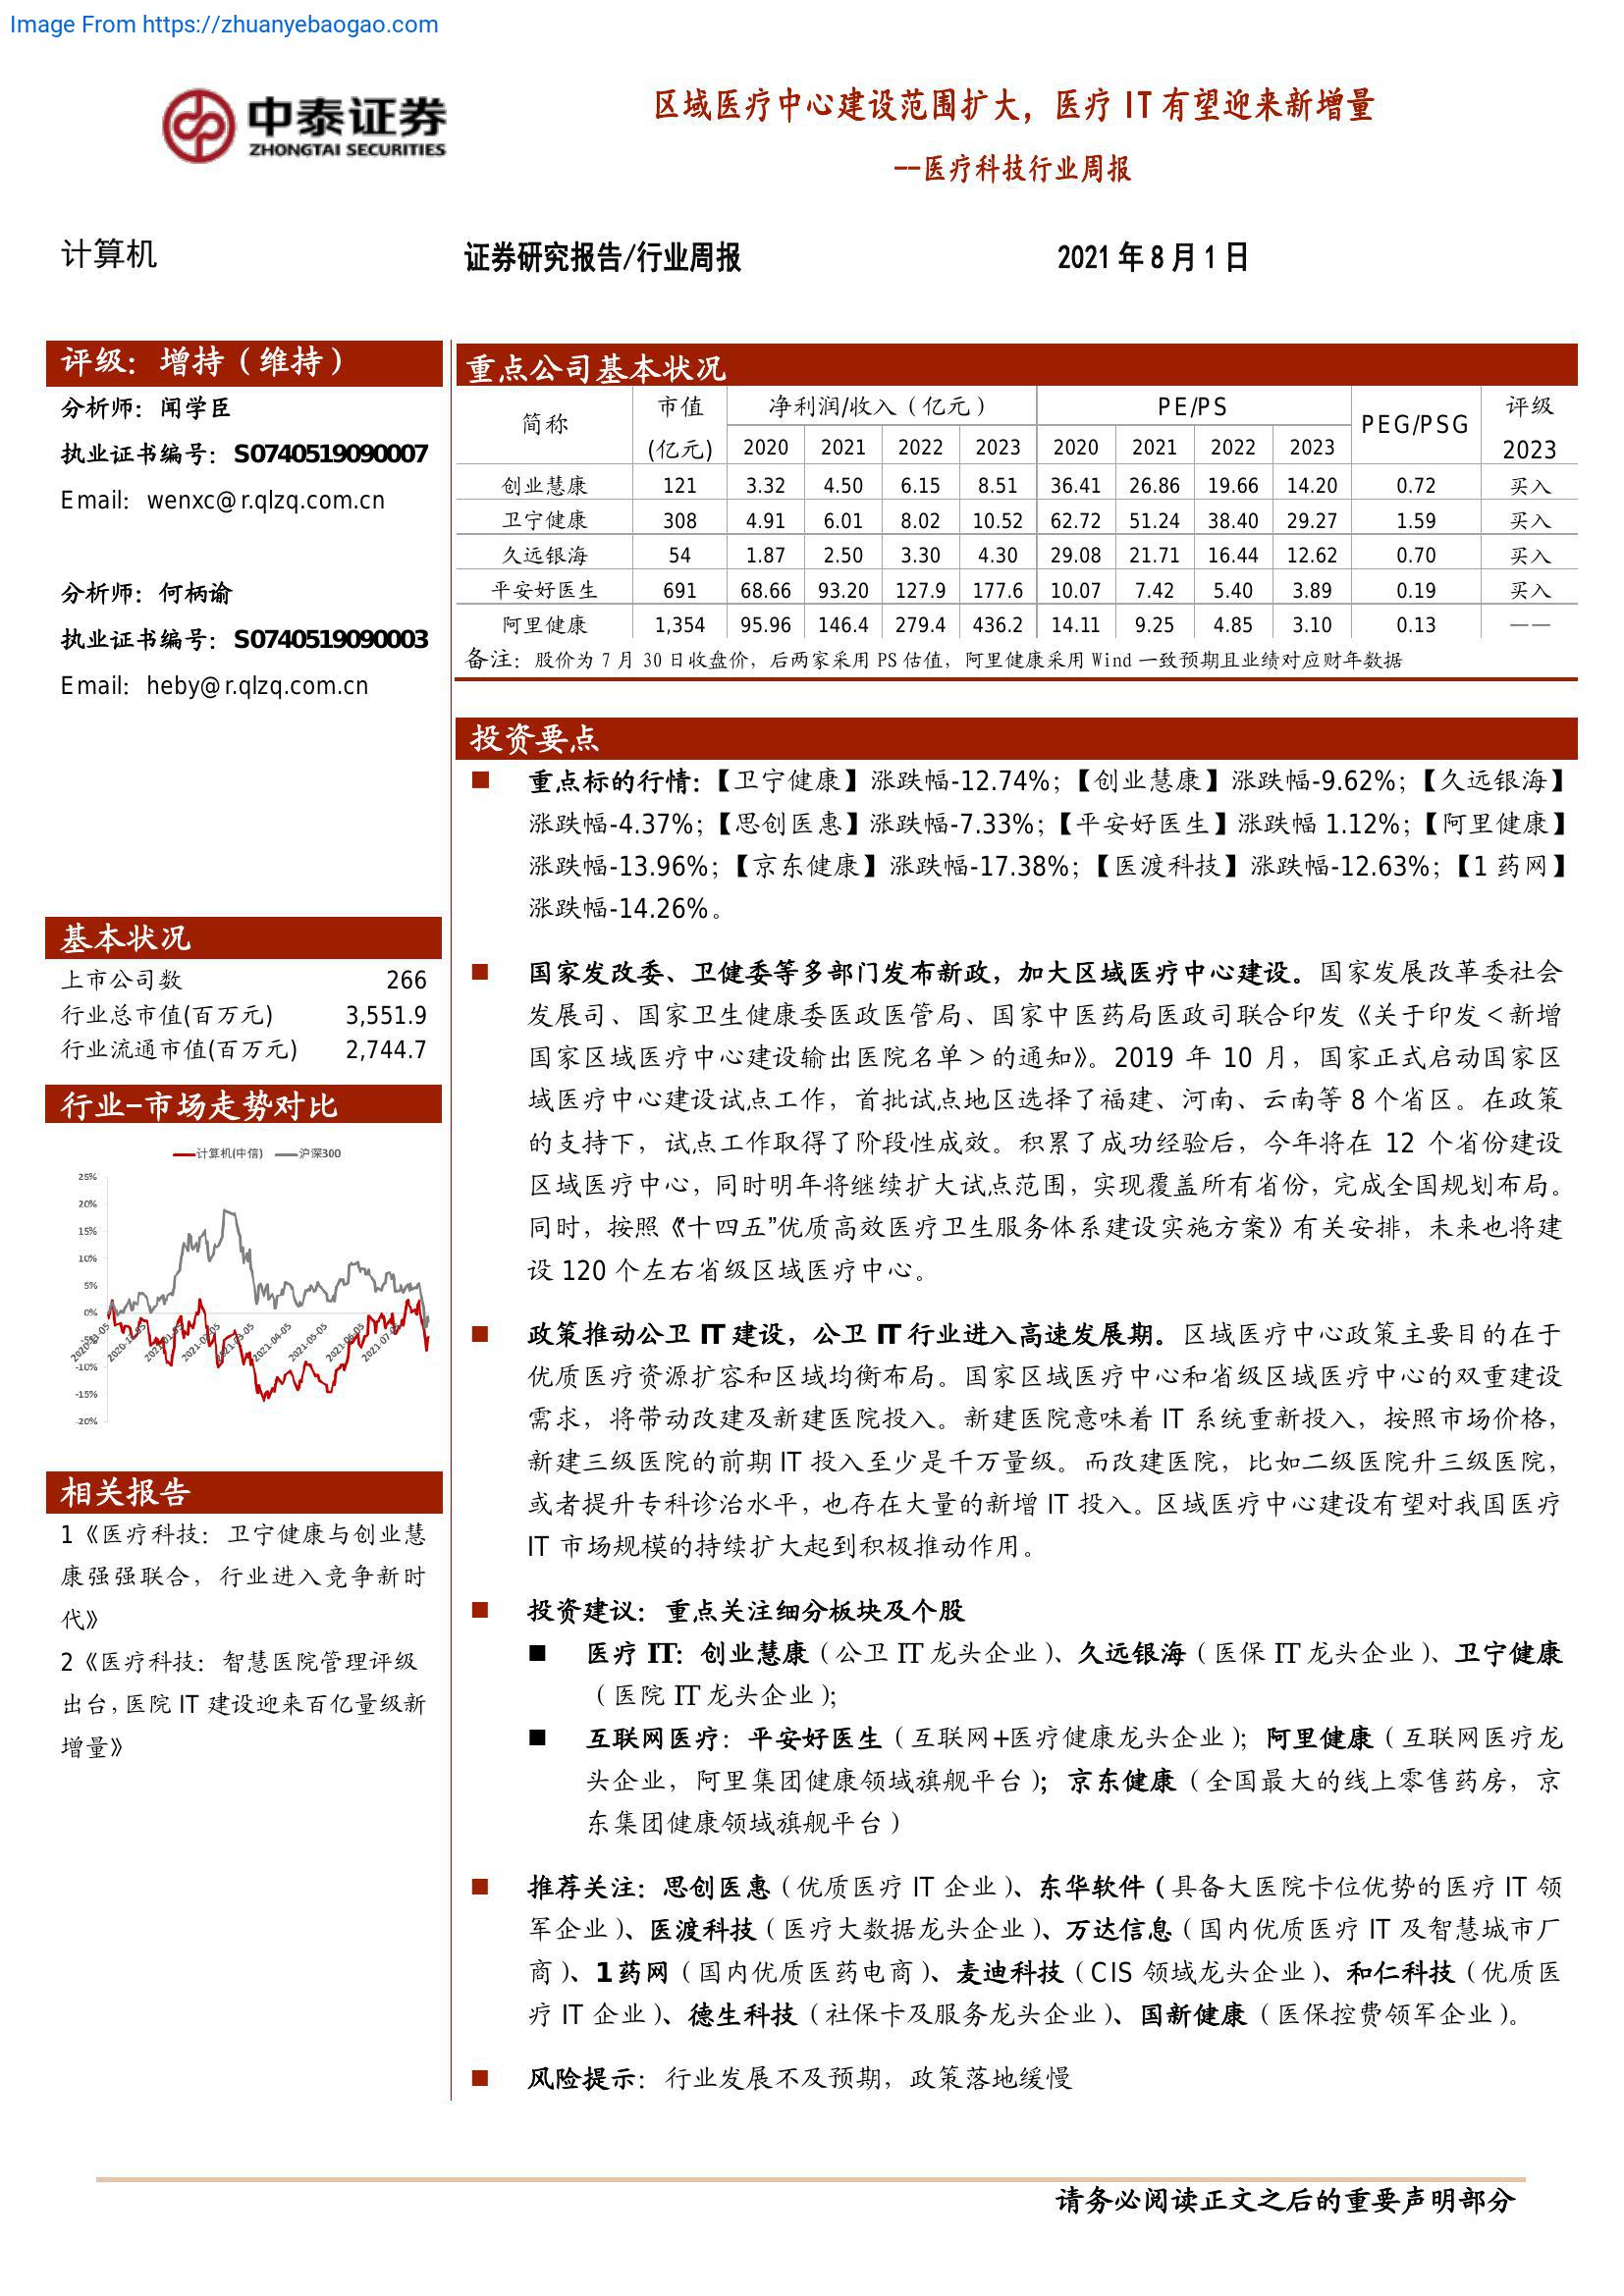 Image From https://zhuanyebaogao.com
中泰证券
ZHONGTAI SECURITIES
区域医疗中心建设范围扩大，医疗 IT 有望迎来新增量
--医疗科技行业周报
计算机
证券研究报告/行业周报
2021 年 8 月 1 日
评级：增持（维持）
分析师：闻学臣
执业证书编号：S0740519090007
Email：wenxc@r.qlzq.com.cn
分析师：何柄谕
执业证书编号：S0740519090003
Email：heby@r.qlzq.com.cn
基本状况
上市公司数 266
行业总市值(百万元) 3,551.9
行业流通市值(百万元) 2,744.7
行业-市场走势对比
计算机(中信) 沪深300
25%
20%
15%
10%
5%
0%
-5%
-10%
-15%
-20%
2020-11-05 2020-12-05 2021-01-05 2021-02-05 2021-03-05 2021-04-05 2021-05-05 2021-06-05 2021-07-05
相关报告
1《医疗科技：卫宁健康与创业慧
康强强联合，行业进入竞争新时
代》
2《医疗科技：智慧医院管理评级
出台，医院 IT 建设迎来百亿量级新
增量》
重点公司基本状况
简称 市值 净利润/收入（亿元） PE/PS PEG/PSG 评级
(亿元) 2020 2021 2022 2023 2020 2021 2022 2023 2023
创业慧康 121 3.32 4.50 6.15 8.51 36.41 26.86 19.66 14.20 0.72 买入
卫宁健康 308 4.91 6.01 8.02 10.52 62.72 51.24 38.40 29.27 1.59 买入
久远银海 54 1.87 2.50 3.30 4.30 29.08 21.71 16.44 12.62 0.70 买入
平安好医生 691 68.66 93.20 127.9 177.6 10.07 7.42 5.40 3.89 0.19 买入
阿里健康 1,354 95.96 146.4 279.4 436.2 14.11 9.25 4.85 3.10 0.13 ——
备注：股价为 7 月 30 日收盘价，后两家采用 PS 估值，阿里健康采用 Wind 一致预期且业绩对应财年数据
投资要点
■ 重点标的行情：【卫宁健康】涨跌幅-12.74%；【创业慧康】涨跌幅-9.62%；【久远银海】
涨跌幅-4.37%；【思创医惠】涨跌幅-7.33%；【平安好医生】涨跌幅 1.12%；【阿里健康】
涨跌幅-13.96%；【京东健康】涨跌幅-17.38%；【医渡科技】涨跌幅-12.63%；【1 药网】
涨跌幅-14.26%。
■ 国家发改委、卫健委等多部门发布新政，加大区域医疗中心建设。国家发展改革委社会
发展司、国家卫生健康委医政医管局、国家中医药局医政司联合印发《关于印发＜新增
国家区域医疗中心建设输出医院名单＞的通知》。2019 年 10 月，国家正式启动国家区
域医疗中心建设试点工作，首批试点地区选择了福建、河南、云南等 8 个省区。在政策
的支持下，试点工作取得了阶段性成效。积累了成功经验后，今年将在 12 个省份建设
区域医疗中心，同时明年将继续扩大试点范围，实现覆盖所有省份，完成全国规划布局。
同时，按照《“十四五”优质高效医疗卫生服务体系建设实施方案》有关安排，未来也将建
设 120 个左右省级区域医疗中心。
■ 政策推动公卫 IT 建设，公卫 IT 行业进入高速发展期。区域医疗中心政策主要目的在于
优质医疗资源扩容和区域均衡布局。国家区域医疗中心和省级区域医疗中心的双重建设
需求，将带动改建及新建医院投入。新建医院意味着 IT 系统重新投入，按照市场价格，
新建三级医院的前期 IT 投入至少是千万量级。而改建医院，比如二级医院升三级医院，
或者提升专科诊治水平，也存在大量的新增 IT 投入。区域医疗中心建设有望对我国医疗
IT 市场规模的持续扩大起到积极推动作用。
■ 投资建议：重点关注细分板块及个股
■ 医疗 IT：创业慧康（公卫 IT 龙头企业）、久远银海（医保 IT 龙头企业）、卫宁健康
（医院 IT 龙头企业）；
■ 互联网医疗：平安好医生（互联网+医疗健康龙头企业）；阿里健康（互联网医疗龙
头企业，阿里集团健康领域旗舰平台）；京东健康（全国最大的线上零售药房，京
东集团健康领域旗舰平台）
■ 推荐关注：思创医惠（优质医疗 IT 企业）、东华软件（具备大医院卡位优势的医疗 IT 领
军企业）、医渡科技（医疗大数据龙头企业）、万达信息（国内优质医疗 IT 及智慧城市厂
商）、1 药网（国内优质医药电商）、麦迪科技（CIS 领域龙头企业）、和仁科技（优质医
疗 IT 企业）、德生科技（社保卡及服务龙头企业）、国新健康（医保控费领军企业）。
■ 风险提示：行业发展不及预期，政策落地缓慢
请务必阅读正文之后的重要声明部分